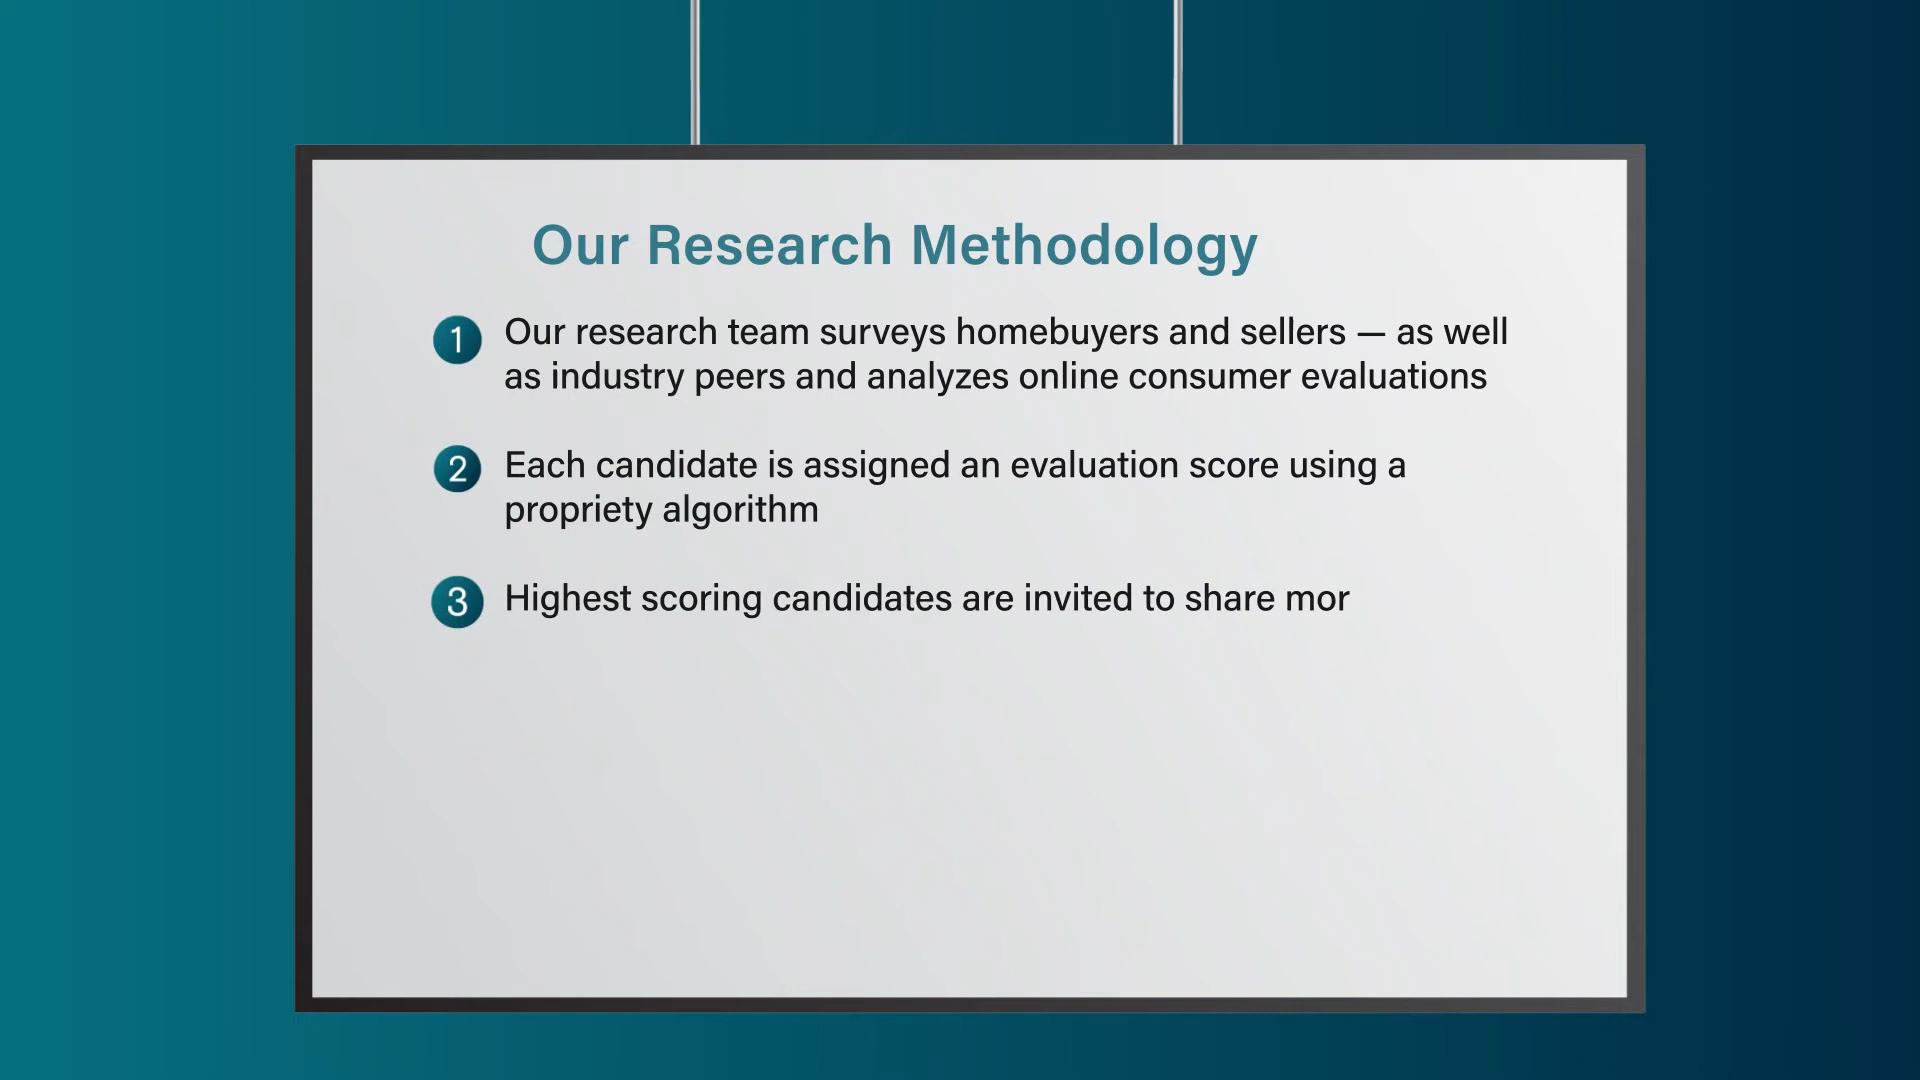 Our Research Methodology
1 Our research team surveys homebuyers and sellers — as well
as industry peers and analyzes online consumer evaluations
2 Each candidate is assigned an evaluation score using a
propriety algorithm
3 Highest scoring candidates are invited to share mor